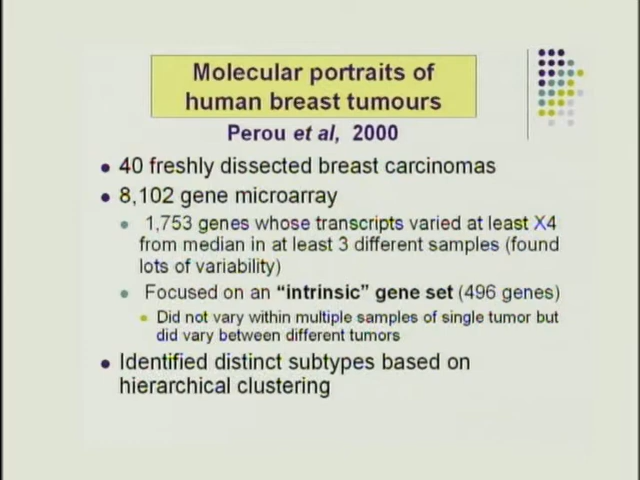 Molecular portraits of
human breast tumours
Perou et al, 2000
40 freshly dissected breast carcinomas
8,102 gene microarray
1,753 genes whose transcripts varied at least X4
from median in at least 3 different samples (found
lots of variability)
Focused on an “intrinsic” gene set (496 genes)
Did not vary within multiple samples of single tumor but
did vary between different tumors
Identified distinct subtypes based on
hierarchical clustering